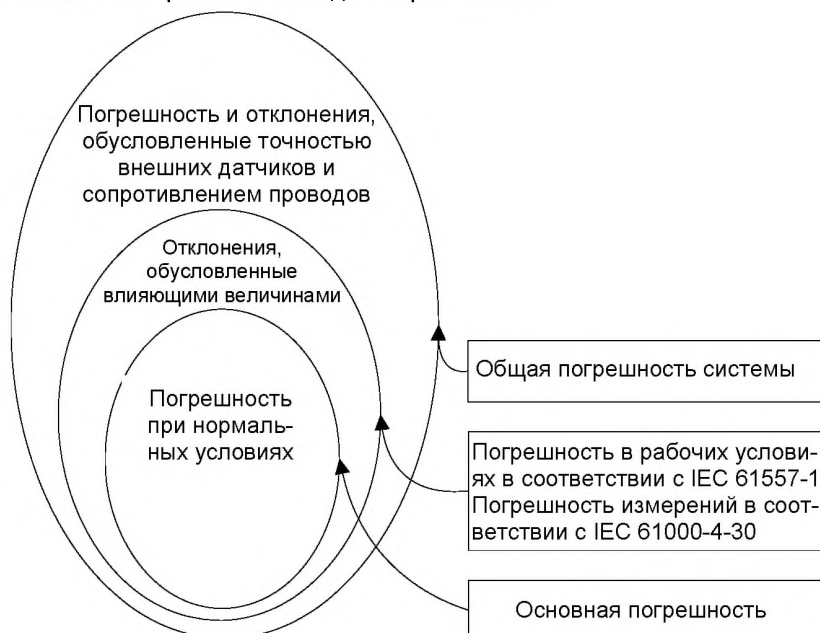 Погрешность и отклонения,
обусловленные точностью
внешних датчиков и
сопротивлением проводов
Отклонения,
обусловленные
влияющими величинами
Погрешность
при нормаль-
ных условиях
Общая погрешность системы
Погрешность в рабочих услови-
ях в соответствии с IEC 61557-1
Погрешность измерений в соот-
ветствии с IEC 61000-4-30
Основная погрешность